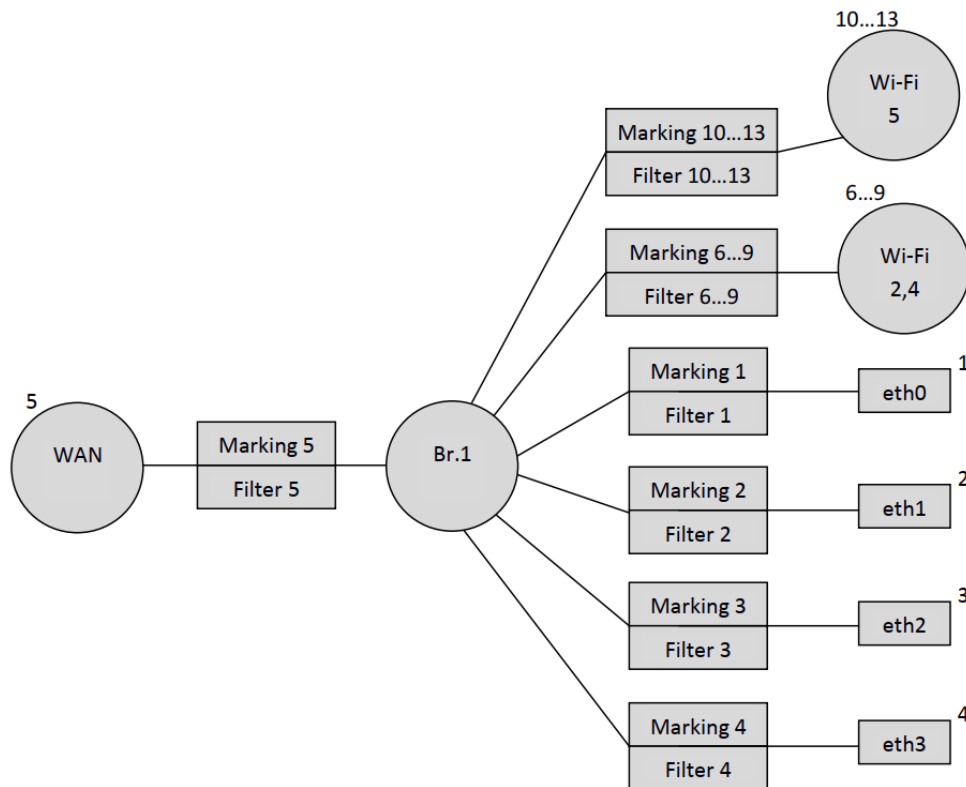 10...13
Wi-Fi
5
Marking 10...13
Filter 10...13
6...9
Wi-Fi
2,4
Marking 6...9
Filter 6...9
1
Marking 1
Filter 1
eth0
5
WAN
Marking 5
Filter 5
Br.1
2
Marking 2
Filter 2
eth1
3
Marking 3
Filter 3
eth2
4
Marking 4
Filter 4
eth3